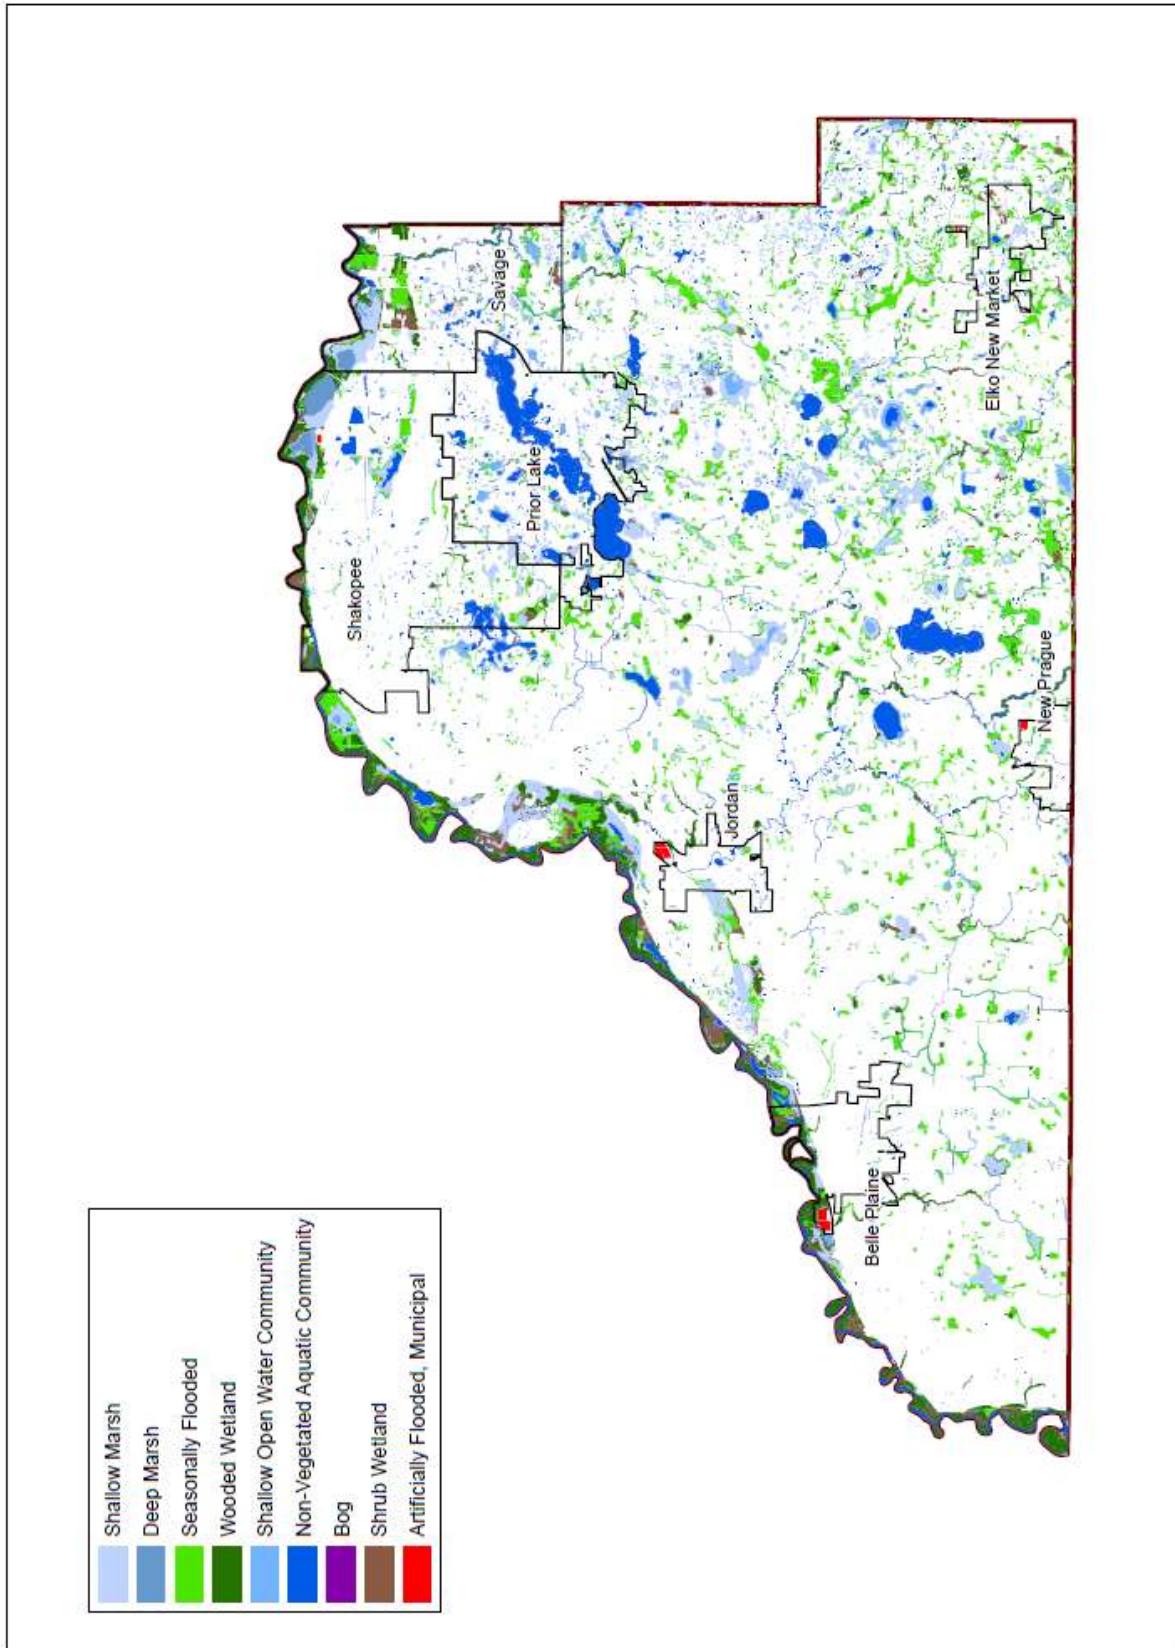 Shallow Marsh
Deep Marsh
Seasonally Flooded
Wooded Wetland
Shallow Open Water Community
Non-Vegetated Aquatic Community
Bog
Shrub Wetland
Artificially Flooded, Municipal
Shakopee
Savage
Prior Lake
Jordan
Belle Plaine
Elko New Market
New Prague